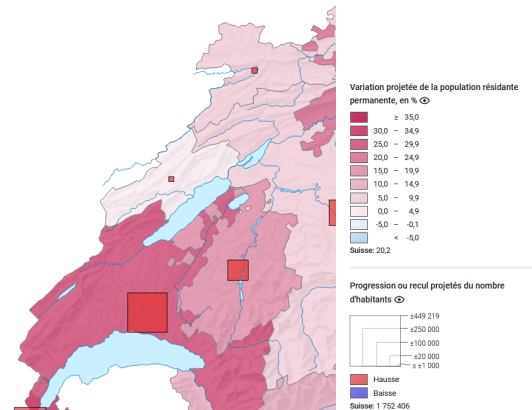 Variation projetée de la population résidante
permanente, en %
≥ 35,0
30,0 – 34,9
25,0 – 29,9
20,0 – 24,9
15,0 – 19,9
10,0 – 14,9
5,0 – 9,9
0,0 – 4,9
-5,0 – -0,1
< -5,0
Suisse: 20,2
Progression ou recul projetés du nombre
d'habitants
±449 219
±250 000
±100 000
±20 000
≤ ±1 000
Hausse
Baisse
Suisse: 1 752 406